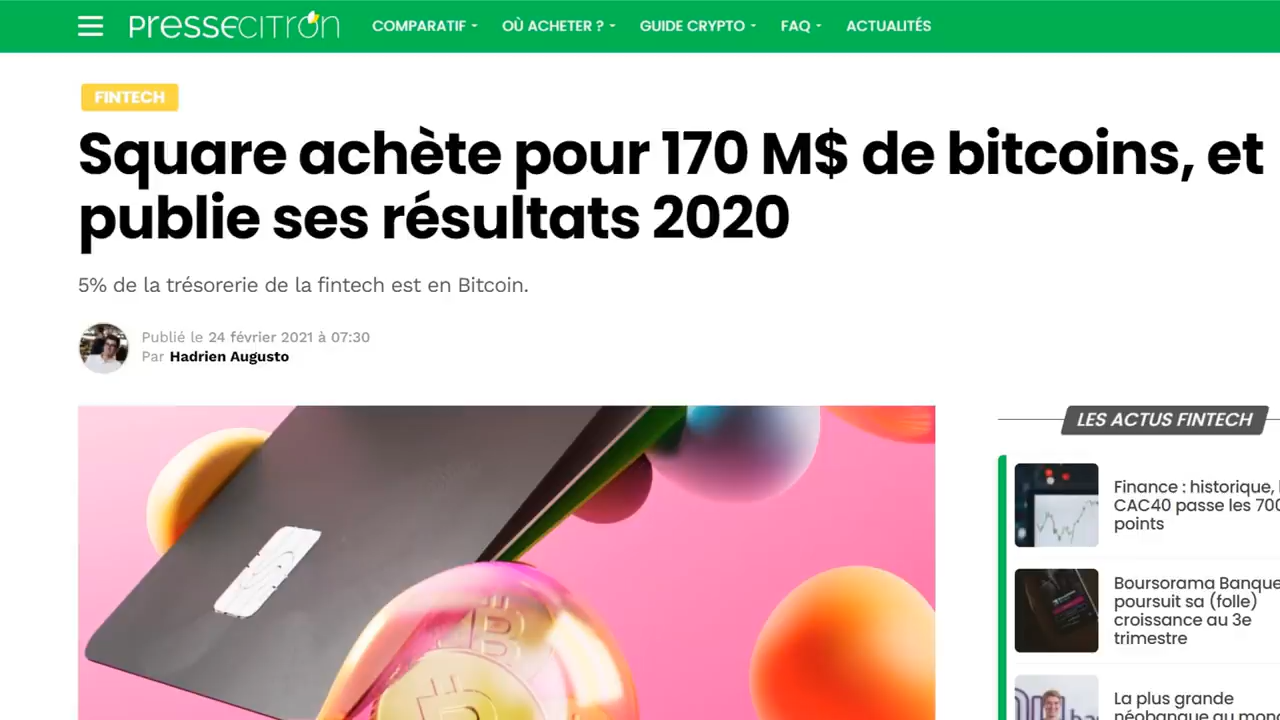 PRESSECITRON
COMPARATIF
OÙ ACHETER ?
GUIDE CRYPTO
FAQ
ACTUALITÉS
FINTECH
Square achète pour 170 M$ de bitcoins, et
publie ses résultats 2020
5% de la trésorerie de la fintech est en Bitcoin.
Publié le 24 février 2021 à 07:30
Par Hadrien Augusto
LES ACTUS FINTECH
Finance : historique,
CAC40 passe les
points
Boursorama Banque
poursuit sa (folle)
croissance au 3e
trimestre
La plus grande
néobanque au